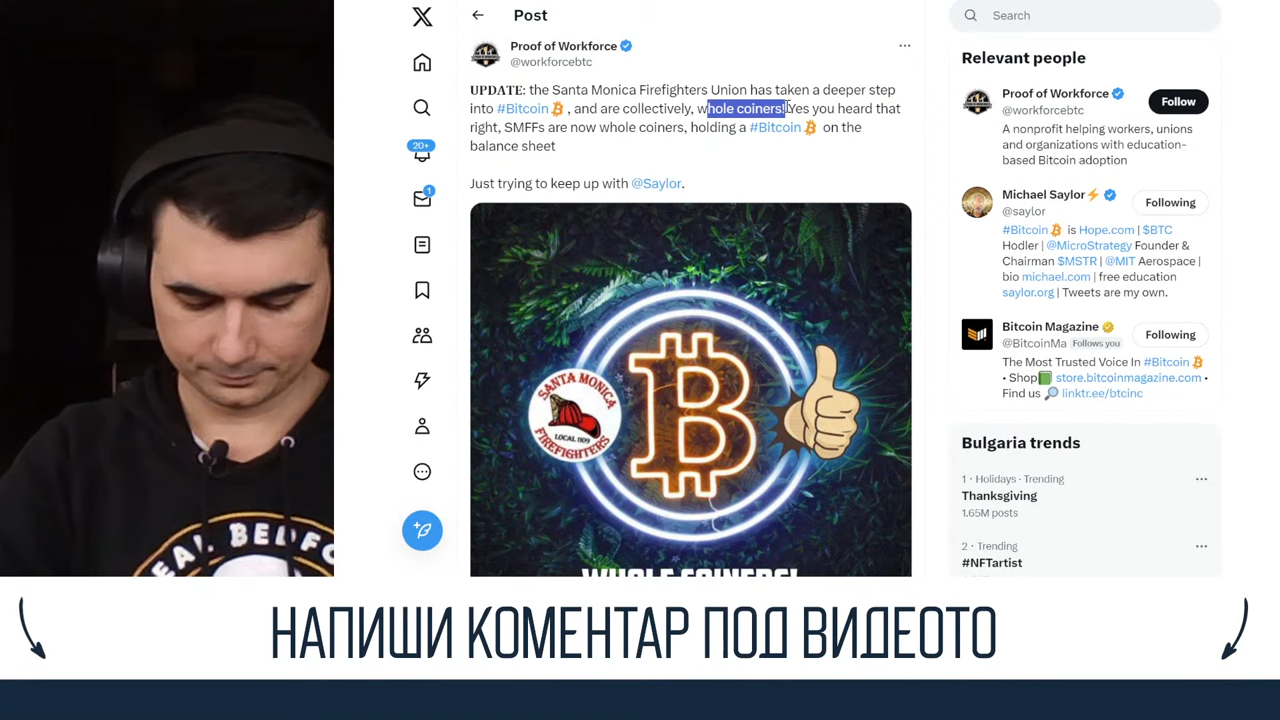 Post
Search
Proof of Workforce
@workforcebtc
UPDATE: the Santa Monica Firefighters Union has taken a deeper step
into #Bitcoin , and are collectively, whole coiners! Yes you heard that
right, SMFFs are now whole coiners, holding a #Bitcoin on the
balance sheet
Just trying to keep up with @Saylor.
20+
1
SANTA MONICA
LOCAL 1109
FIREFIGHTERS
WHOLE COINERS!
Relevant people
Proof of Workforce
@workforcebtc
Follow
A nonprofit helping workers, unions
and organizations with education-
based Bitcoin adoption
Michael Saylor
@saylor
Following
#Bitcoin is Hope.com | $BTC
Hodler | @MicroStrategy Founder &
Chairman $MSTR | @MIT Aerospace |
bio michael.com | free education
saylor.org | Tweets are my own.
Bitcoin Magazine
@BitcoinMa Follows you
Following
The Most Trusted Voice In #Bitcoin
• Shop store.bitcoinmagazine.com •
Find us linktr.ee/btcinc
Bulgaria trends
1 · Holidays · Trending
Thanksgiving
1.65M posts
2 · Trending
#NFTartist
НАПИШИ КОМЕНТАР ПОД ВИДЕОТО